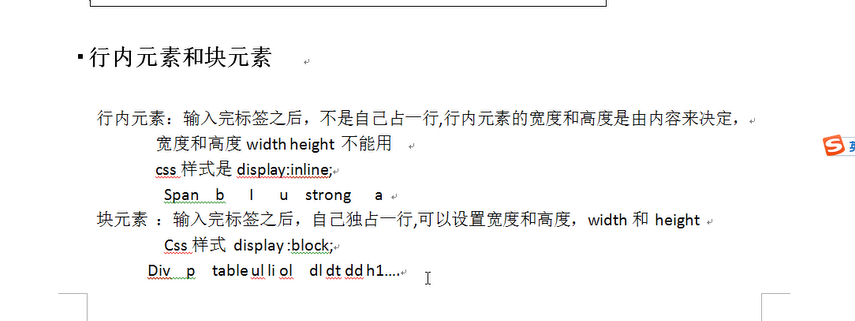 行内元素和块元素
行内元素：输入完标签之后，不是自己占一行,行内元素的宽度和高度是由内容来决定，
宽度和高度 width height 不能用
css 样式是 display:inline;
Span b I u strong a
块元素 ：输入完标签之后，自己独占一行,可以设置宽度和高度，width 和 height
Css 样式 display :block;
Div p table ul li ol dl dt dd h1....